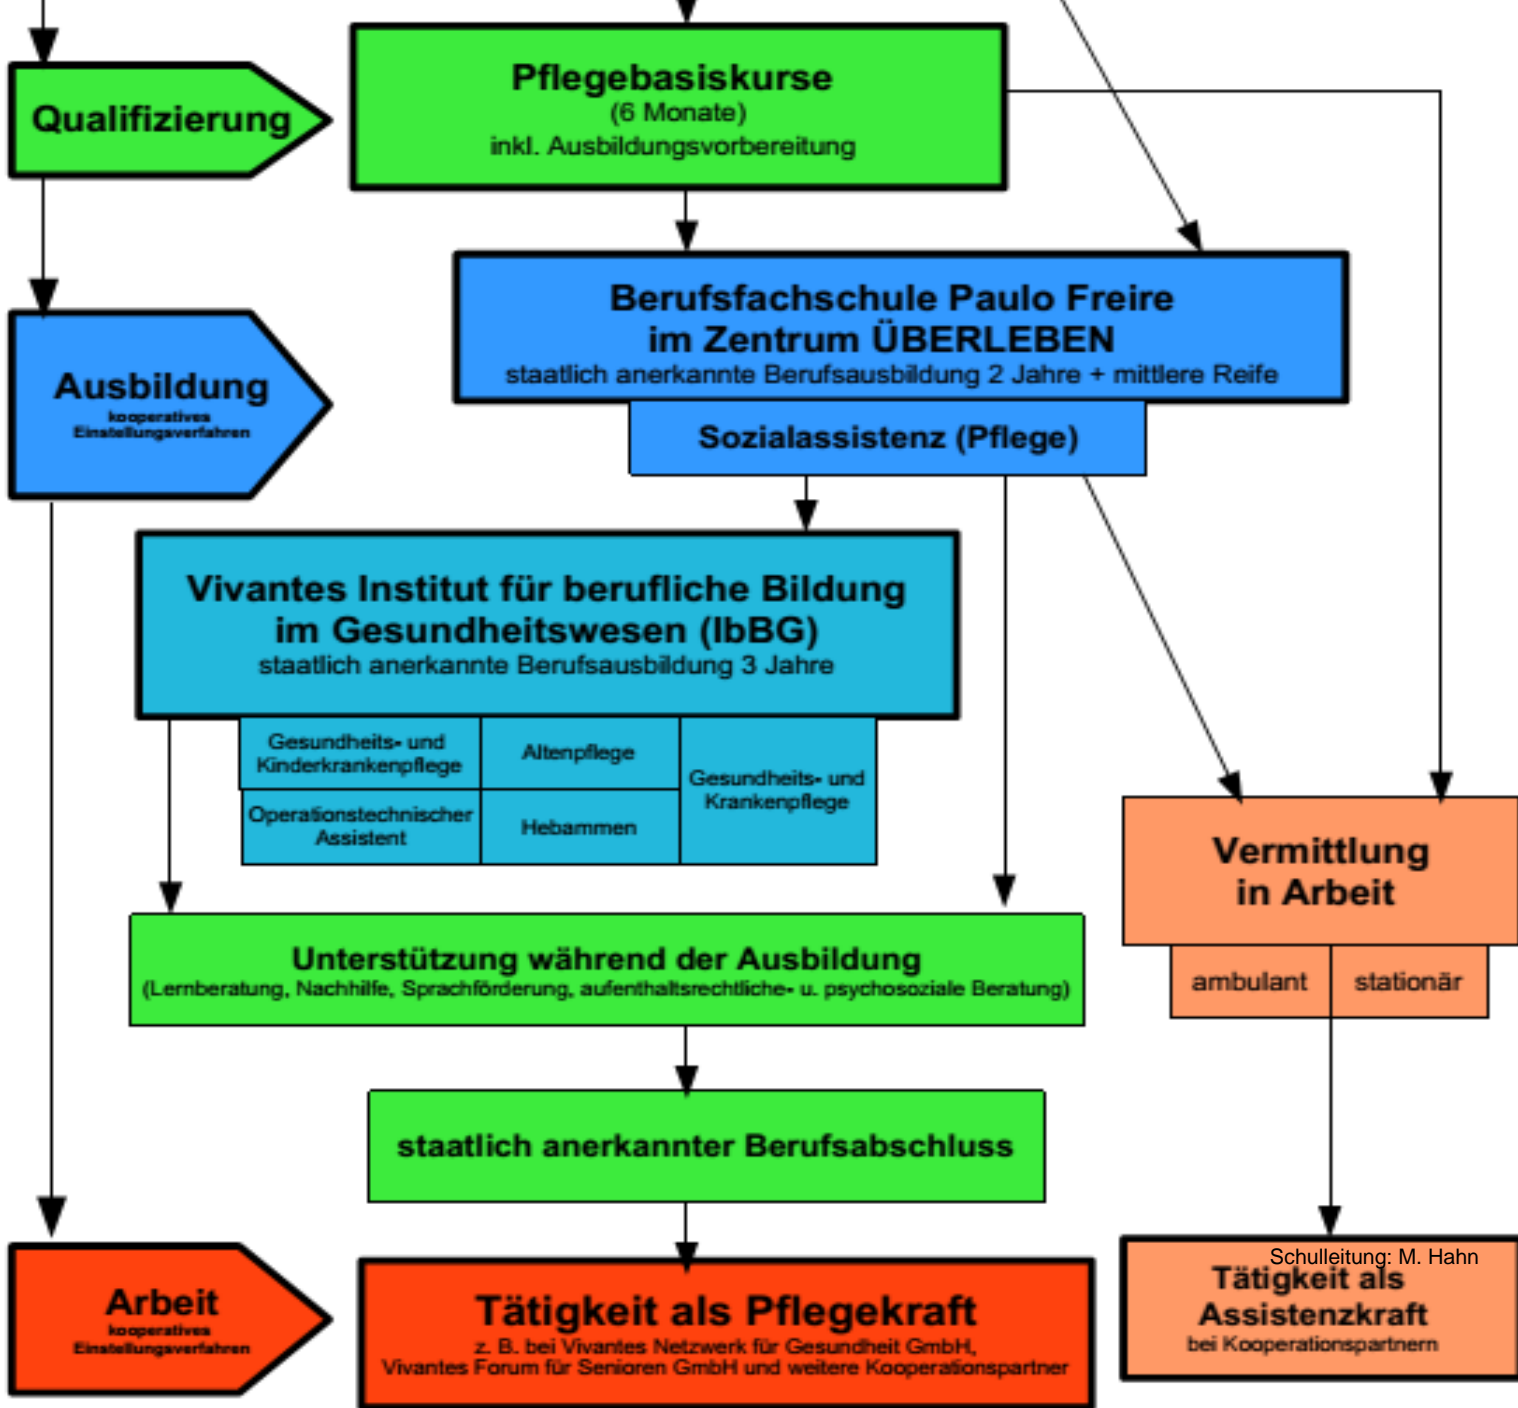 Qualifizierung
Pflegebasiskurse
(6 Monate)
inkl. Ausbildungsvorbereitung
Ausbildung
kooperatives
Einstellungsverfahren
Berufsfachschule Paulo Freire
im Zentrum ÜBERLEBEN
staatlich anerkannte Berufsausbildung 2 Jahre + mittlere Reife
Sozialassistenz (Pflege)
Vivantes Institut für berufliche Bildung
im Gesundheitswesen (IbBG)
staatlich anerkannte Berufsausbildung 3 Jahre
Gesundheits- und
Kinderkrankenpflege
Altenpflege
Gesundheits- und
Krankenpflege
Operationstechnischer
Assistent
Hebammen
Vermittlung
in Arbeit
ambulant
stationär
Unterstützung während der Ausbildung
(Lernberatung, Nachhilfe, Sprachförderung, aufenthaltsrechtliche- u. psychosoziale Beratung)
staatlich anerkannter Berufsabschluss
Arbeit
kooperatives
Einstellungsverfahren
Tätigkeit als Pflegekraft
z. B. bei Vivantes Netzwerk für Gesundheit GmbH,
Vivantes Forum für Senioren GmbH und weitere Kooperationspartner
Schulleitung: M. Hahn
Tätigkeit als
Assistenzkraft
bei Kooperationspartnern